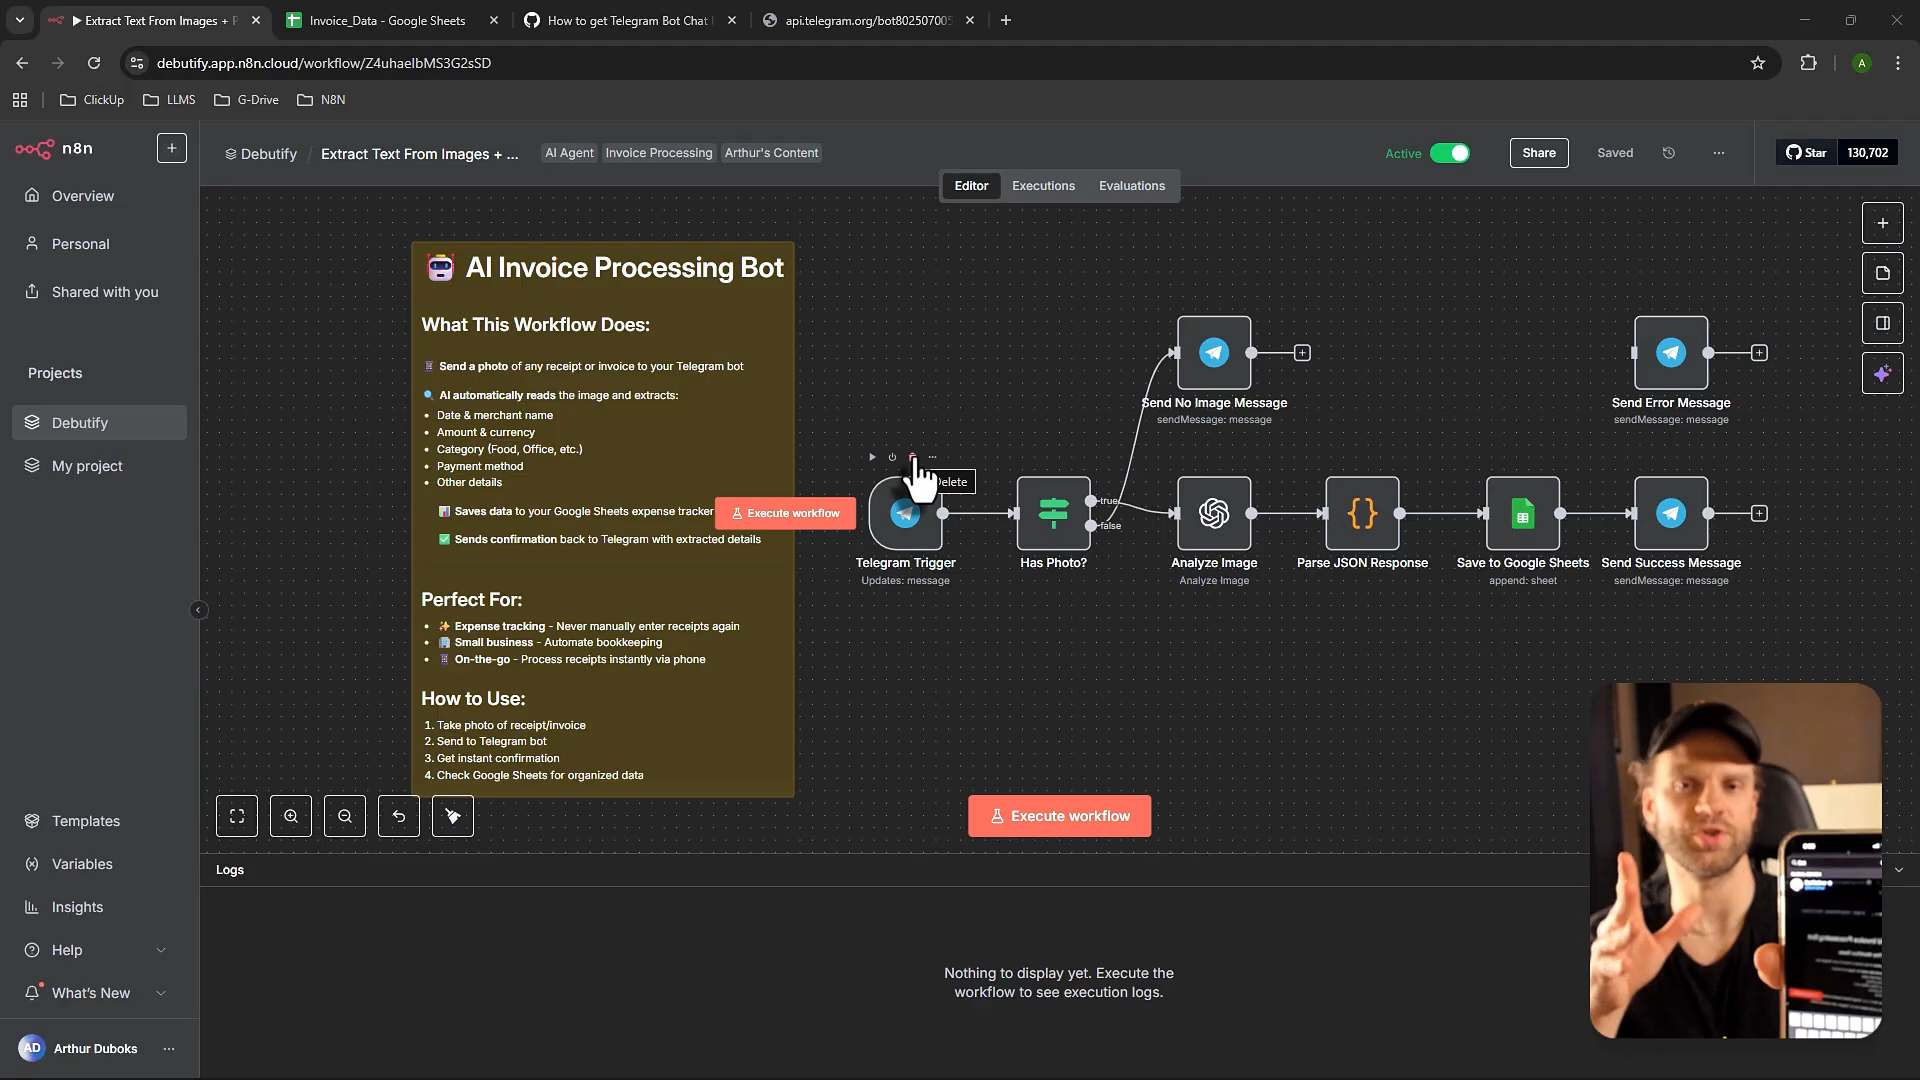 Extract Text From Images + P
Invoice_Data - Google Sheets
How to get Telegram Bot Chat
api.telegram.org/bot802507005
debutify.app.n8n.cloud/workflow/Z4uhaelbMS3G2sSD
A
ClickUp
LLMS
G-Drive
N8N
n8n
Debutify / Extract Text From Images + ...
AI Agent
Invoice Processing
Arthur's Content
Active
Share
Saved
Star
130,702
Editor
Executions
Evaluations
Overview
Personal
Shared with you
Projects
Debutify
My project
Templates
Variables
Insights
Help
What's New
AD
Arthur Duboks
AI Invoice Processing Bot
What This Workflow Does:
Send a photo of any receipt or invoice to your Telegram bot
AI automatically reads the image and extracts:
• Date & merchant name
• Amount & currency
• Category (Food, Office, etc.)
• Payment method
• Other details
Saves data to your Google Sheets expense tracker
Sends confirmation back to Telegram with extracted details
Perfect For:
• Expense tracking - Never manually enter receipts again
• Small business - Automate bookkeeping
• On-the-go - Process receipts instantly via phone
How to Use:
1. Take photo of receipt/invoice
2. Send to Telegram bot
3. Get instant confirmation
4. Check Google Sheets for organized data
Execute workflow
elete
Telegram Trigger
Updates: message
true
false
Has Photo?
Send No Image Message
sendMessage: message
Analyze Image
Analyze Image
Parse JSON Response
Save to Google Sheets
append: sheet
Send Error Message
sendMessage: message
Send Success Message
sendMessage: message
Execute workflow
Logs
Nothing to display yet. Execute the
workflow to see execution logs.